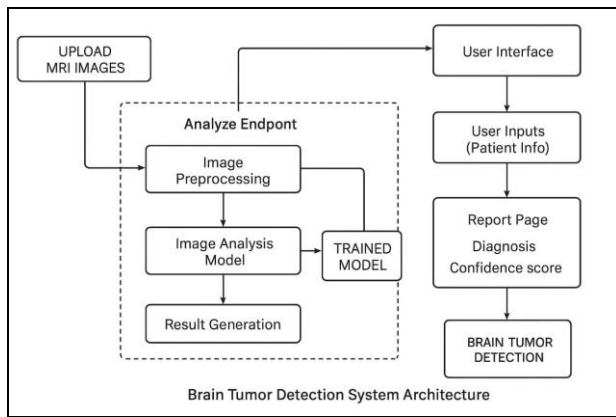 UPLOAD
MRI IMAGES
Analyze Endpont
Image
Preprocessing
Image Analysis
Model
TRAINED
MODEL
Result Generation
User Interface
User Inputs
(Patient Info)
Report Page
Diagnosis
Confidence score
BRAIN TUMOR
DETECTION
Brain Tumor Detection System Architecture